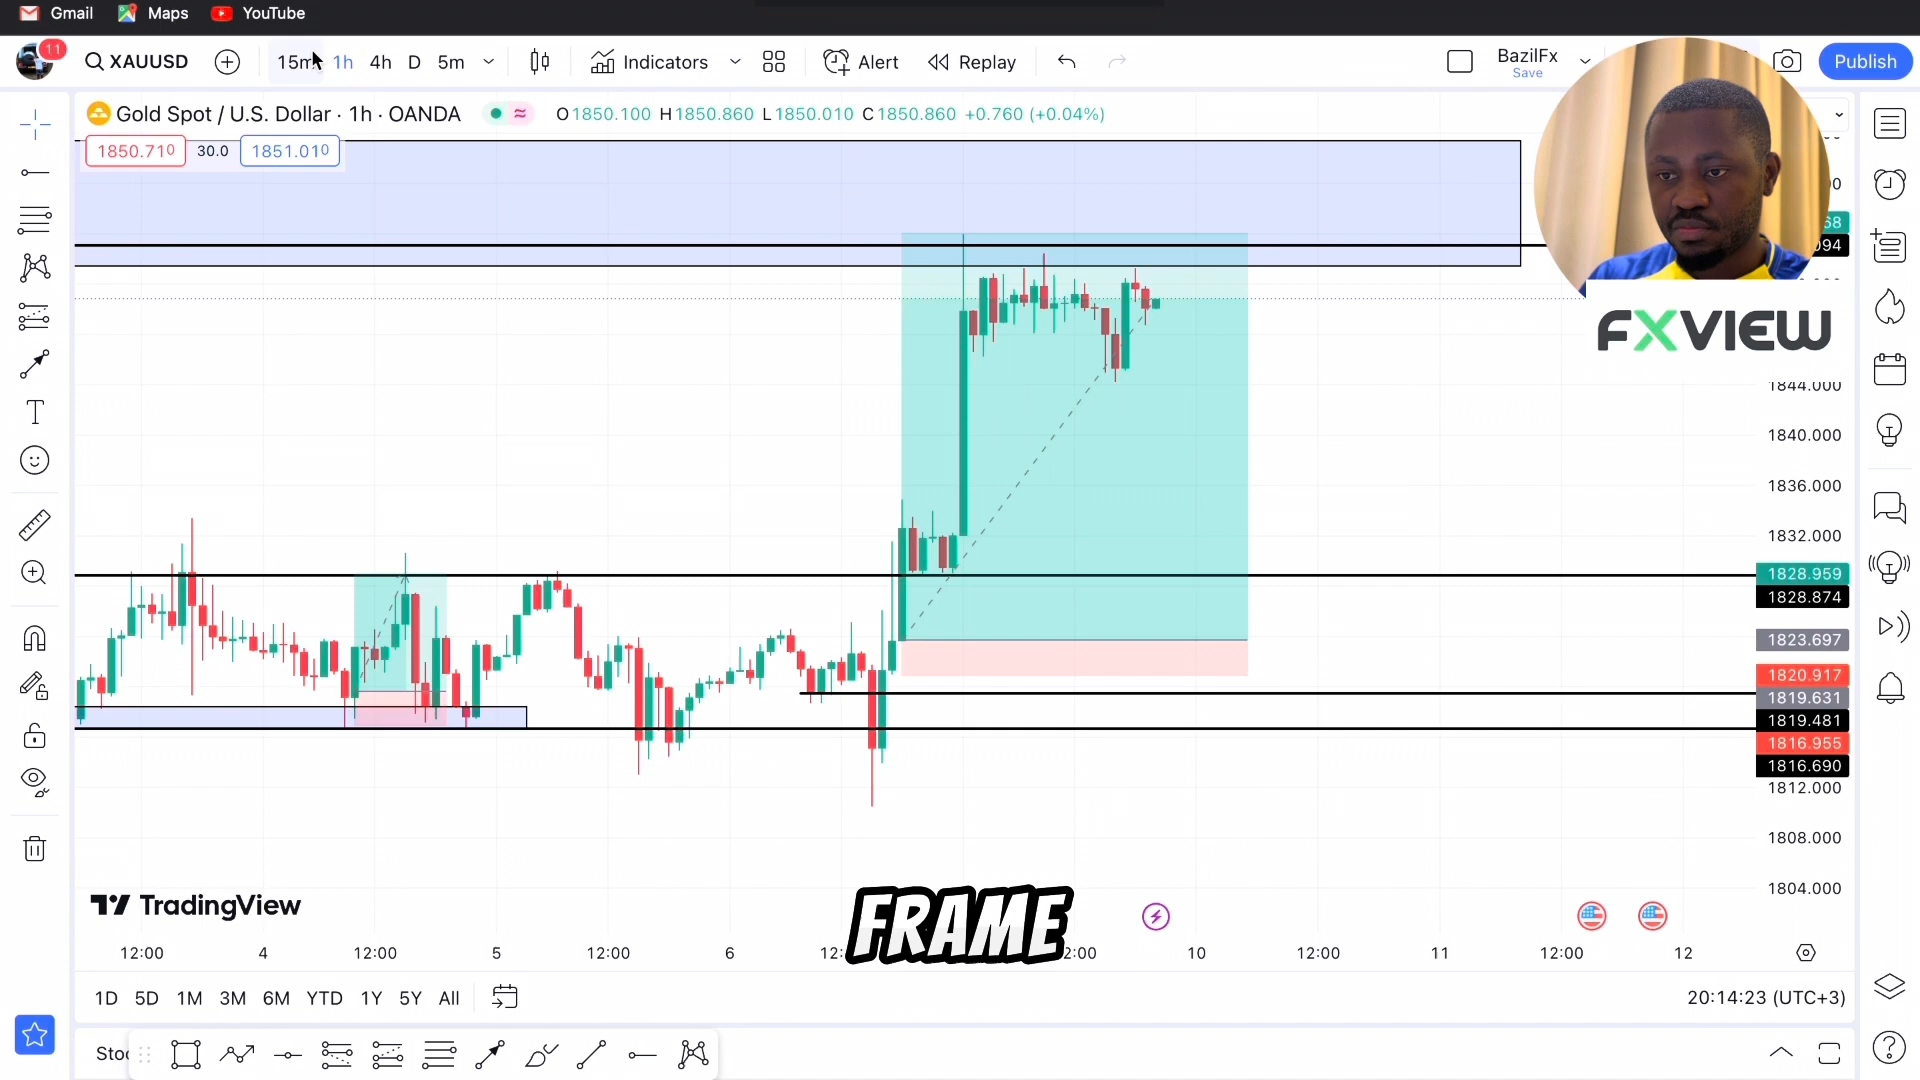 Gmail Maps YouTube
11 XAUUSD 15m 1h 4h D 5m Indicators Alert Replay BazilFx Save Publish
Gold Spot / U.S. Dollar · 1h · OANDA O1850.100 H1850.860 L1850.010 C1850.860 +0.760 (+0.04%)
1850.710 30.0 1851.010
FXVIEW
1844.000
1840.000
1836.000
1832.000
1828.959
1828.874
1823.697
1820.917
1819.631
1819.481
1816.955
1816.690
1812.000
1808.000
1804.000
TradingView
FRAME
12:00 4 12:00 5 12:00 6 10 12:00 11 12:00 12
1D 5D 1M 3M 6M YTD 1Y 5Y All 20:14:23 (UTC+3)